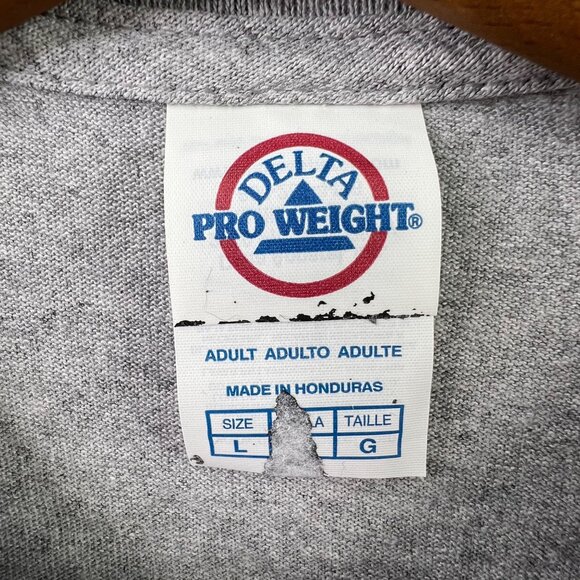 DELTA
PRO WEIGHT®
ADULT ADULTO ADULTE
MADE IN HONDURAS
SIZE TAILLE
L G